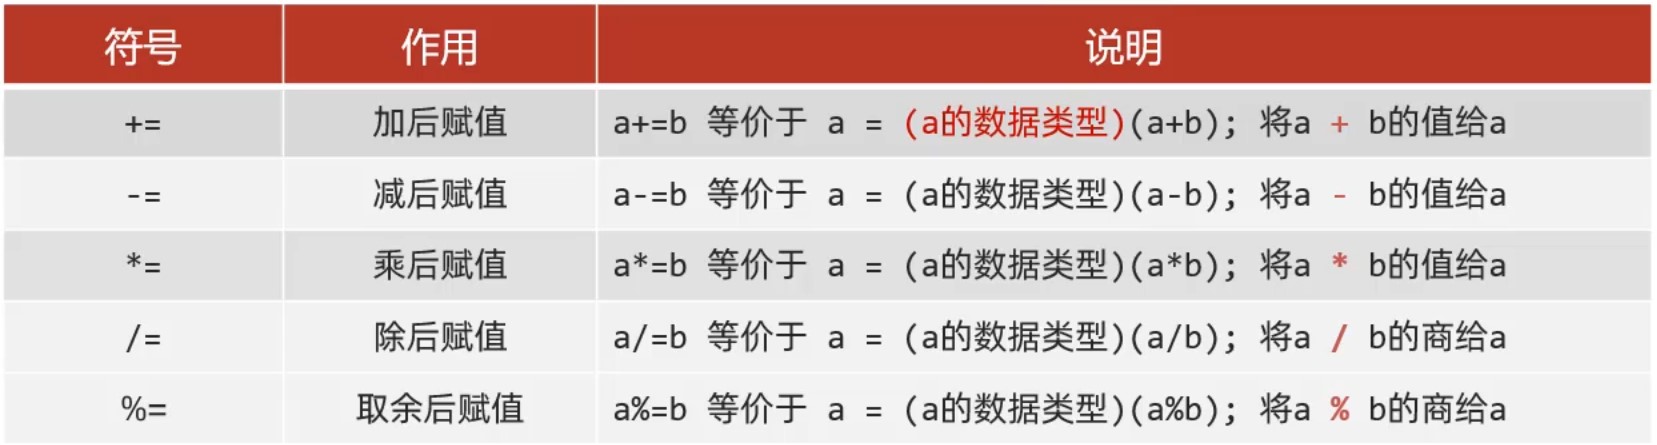 符号 作用 说明
+= 加后赋值 a+=b 等价于 a = (a的数据类型)(a+b); 将a + b的值给a
-= 减后赋值 a-=b 等价于 a = (a的数据类型)(a-b); 将a - b的值给a
*= 乘后赋值 a*=b 等价于 a = (a的数据类型)(a*b); 将a * b的值给a
/= 除后赋值 a/=b 等价于 a = (a的数据类型)(a/b); 将a / b的商给a
%= 取余后赋值 a%=b 等价于 a = (a的数据类型)(a%b); 将a % b的商给a